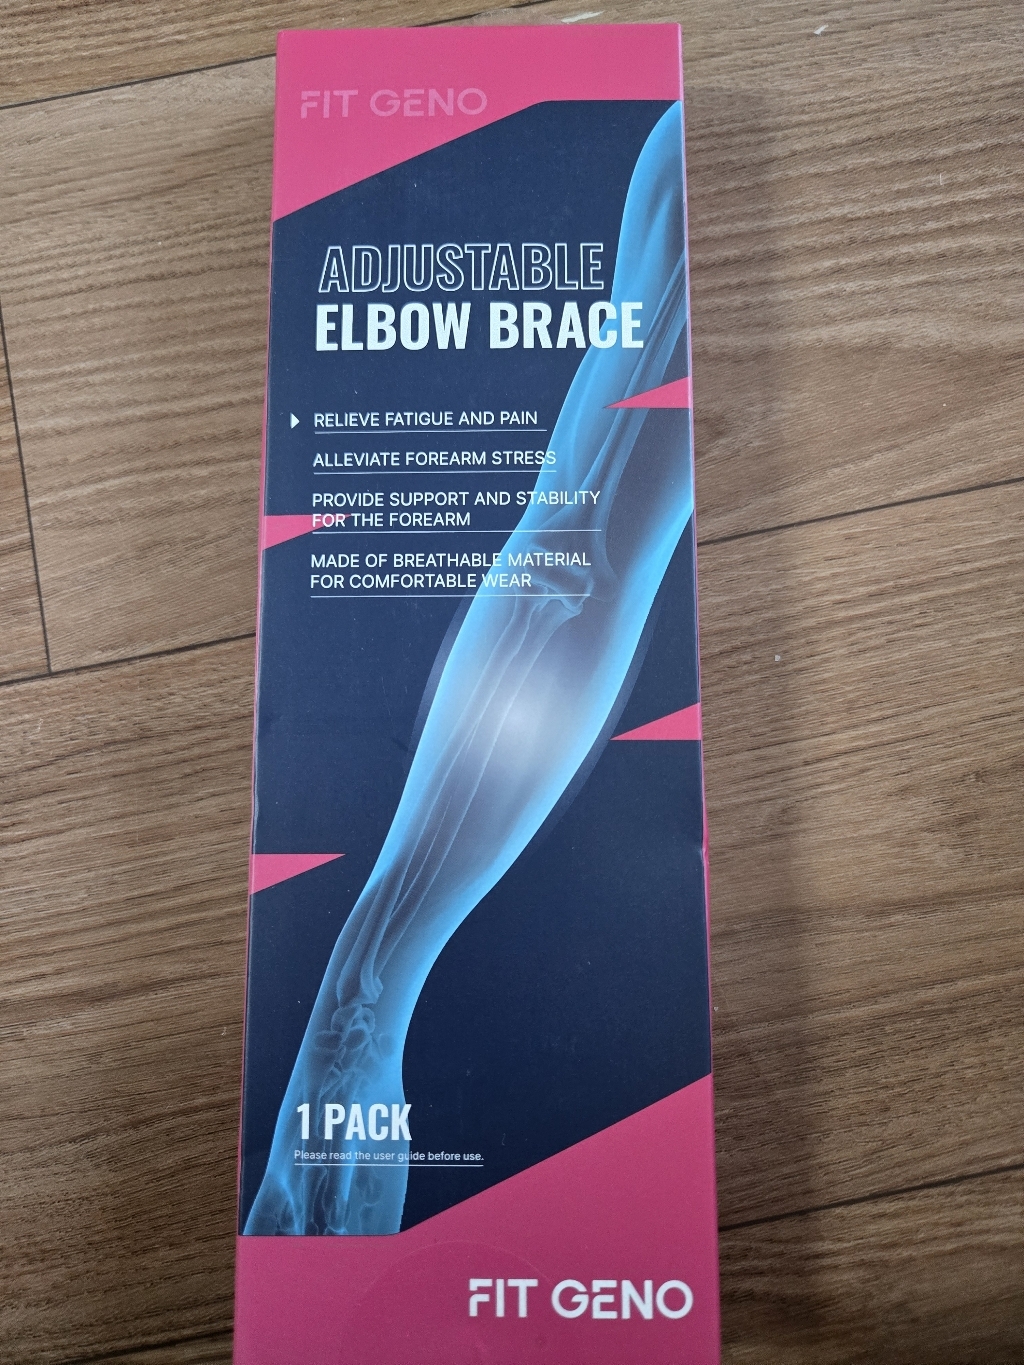 FIT GENO
ADJUSTABLE
ELBOW BRACE
RELIEVE FATIGUE AND PAIN
ALLEVIATE FOREARM STRESS
PROVIDE SUPPORT AND STABILITY
FOR THE FOREARM
MADE OF BREATHABLE MATERIAL
FOR COMFORTABLE WEAR
1 PACK
Please read the user guide before use.
FIT GENO